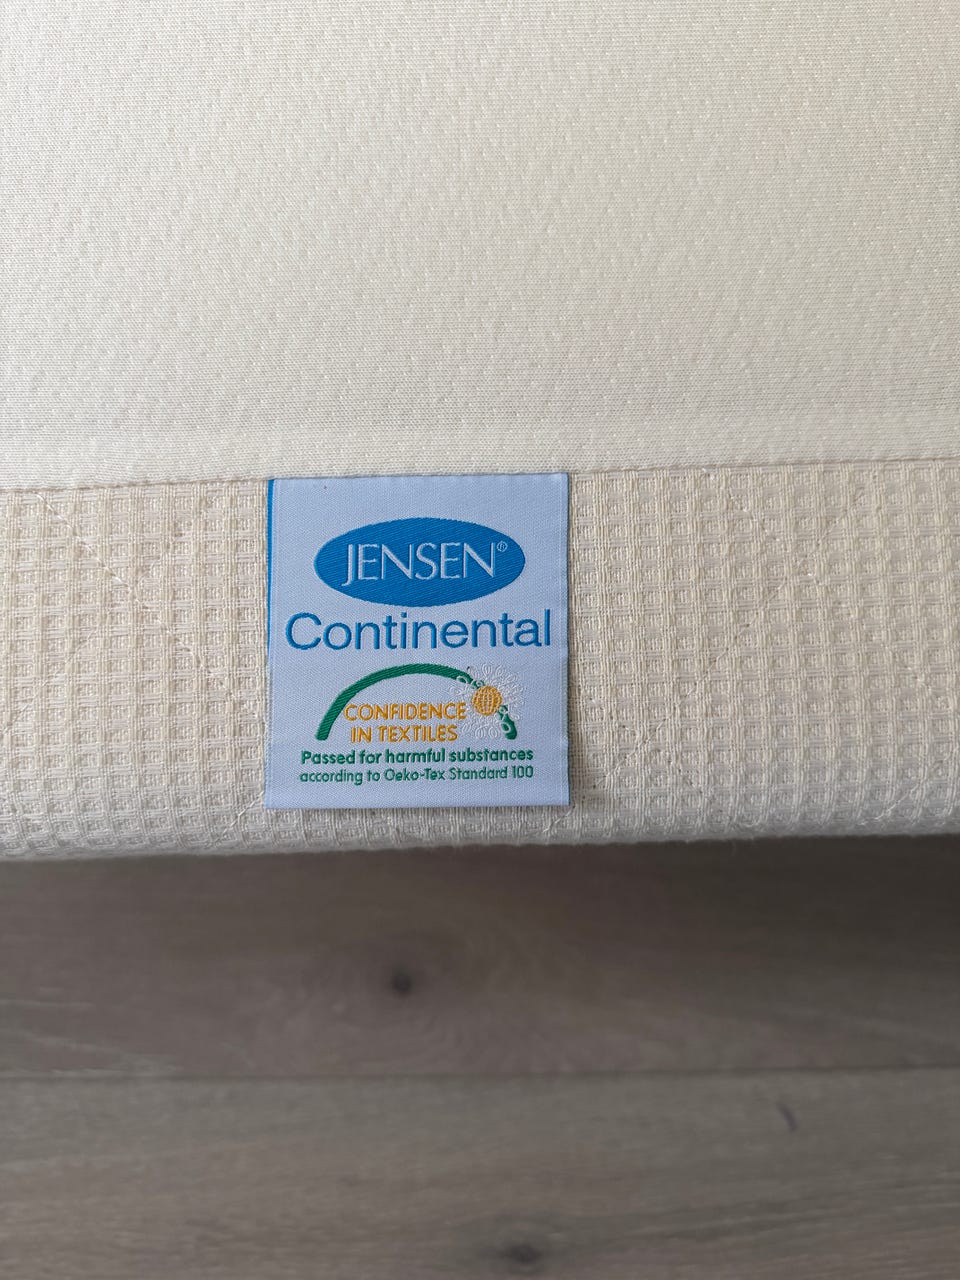 JENSEN®
Continental
CONFIDENCE
IN TEXTILES
Passed for harmful substances
according to Oeko-Tex Standard 100